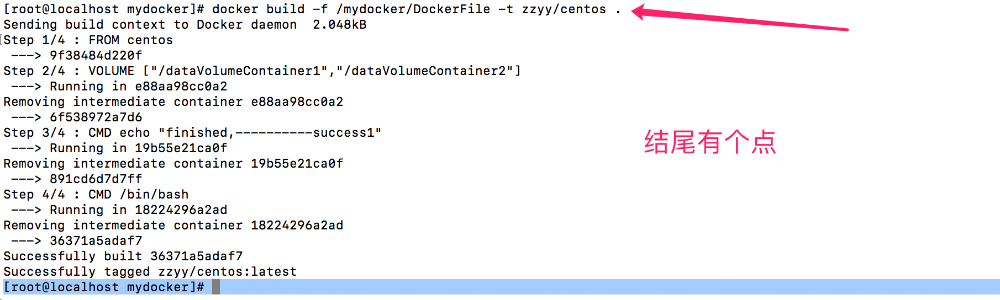 [root@localhost mydocker]# docker build -f /mydocker/DockerFile -t zzyy/centos .
Sending build context to Docker daemon  2.048kB
Step 1/4 : FROM centos
 ---> 9f38484d220f
Step 2/4 : VOLUME ["/dataVolumeContainer1","/dataVolumeContainer2"]
 ---> Running in e88aa98cc0a2
Removing intermediate container e88aa98cc0a2
 ---> 6f538972a7d6
Step 3/4 : CMD echo "finished,----------success1"
 ---> Running in 19b55e21ca0f
结尾有个点
Removing intermediate container 19b55e21ca0f
 ---> 891cd6d7d7ff
Step 4/4 : CMD /bin/bash
 ---> Running in 18224296a2ad
Removing intermediate container 18224296a2ad
 ---> 36371a5adaf7
Successfully built 36371a5adaf7
Successfully tagged zzyy/centos:latest
[root@localhost mydocker]#